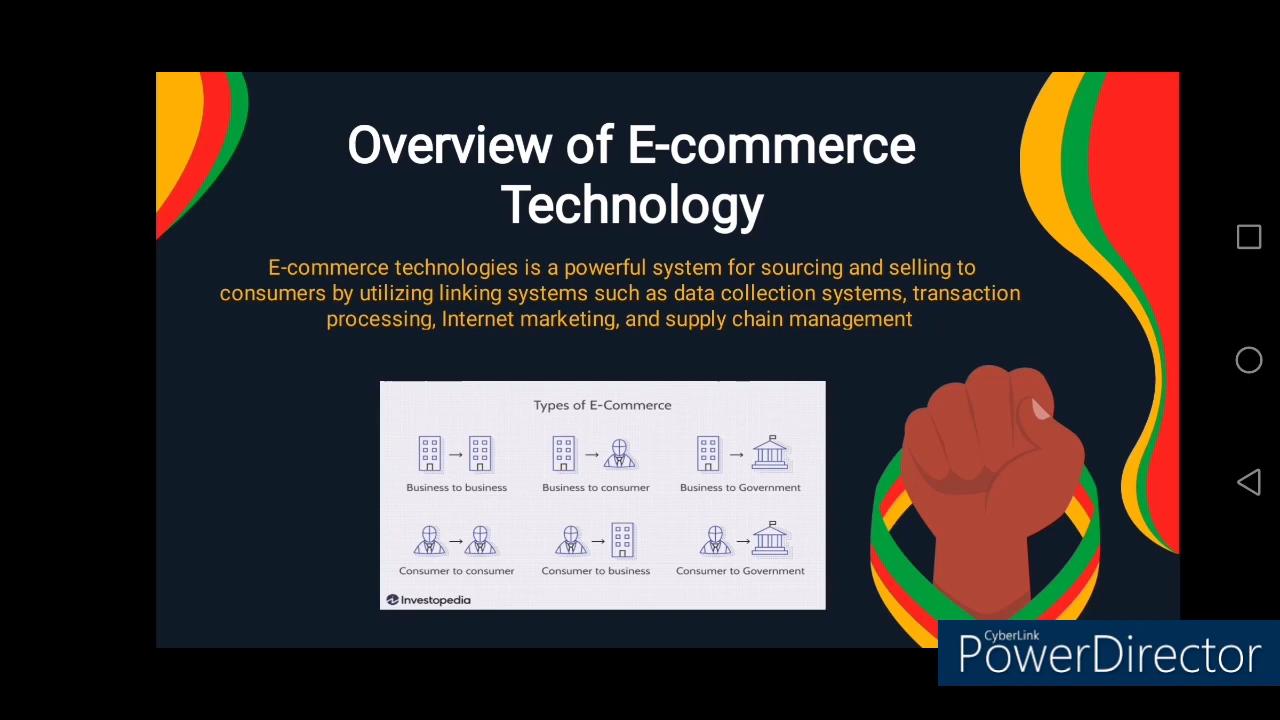 Overview of E-commerce
Technology
E-commerce technologies is a powerful system for sourcing and selling to
consumers by utilizing linking systems such as data collection systems, transaction
processing, Internet marketing, and supply chain management
Types of E-Commerce
Business to business
Business to consumer
Business to Government
Consumer to consumer
Consumer to business
Consumer to Government
Investopedia
CyberLink
PowerDirector